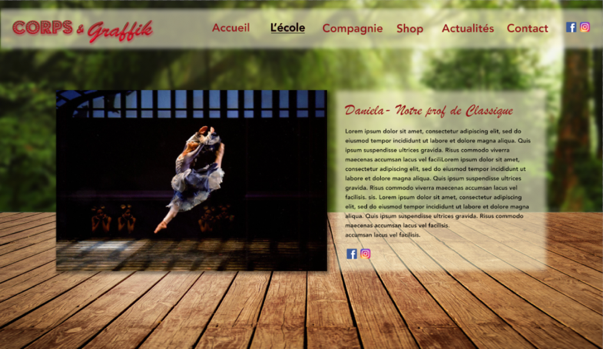 CORPS & Graffik
Accueil
L'école
Compagnie
Shop
Actualités
Contact
Daniela- Notre prof de Classique
Lorem ipsum dolor sit amet, consectetur adipiscing elit, sed do
eiusmod tempor incididunt ut labore et dolore magna aliqua. Quis
ipsum suspendisse ultrices gravida. Risus commodo viverra
maecenas accumsan lacus vel faciliLorem ipsum dolor sit amet,
consectetur adipiscing elit, sed do eiusmod tempor incididunt ut
labore et dolore magna aliqua. Quis ipsum suspendisse ultrices
gravida. Risus commodo viverra maecenas accumsan lacus vel
facilisis. sis. Lorem ipsum dolor sit amet, consectetur adipiscing
elit, sed do eiusmod tempor incididunt ut labore et dolore magna
aliqua. Quis ipsum suspendisse ultrices gravida. Risus commodo
maecenas accumsan lacus vel facilisis
accumsan lacus vel facilisis.